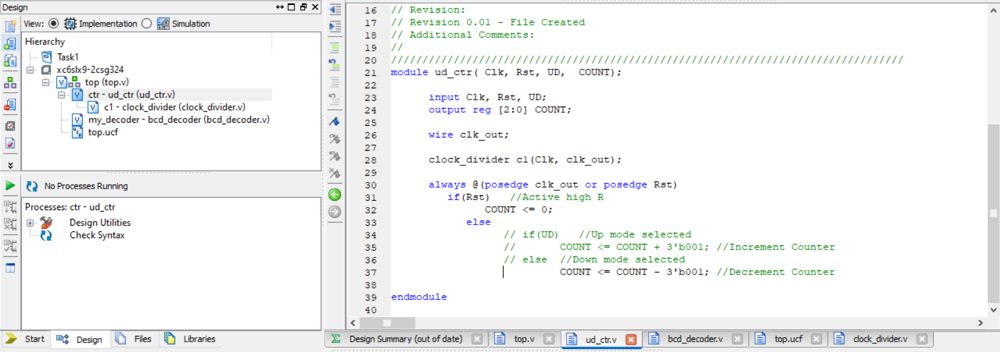 Design
View: Implementation Simulation
Hierarchy
Task1
xc6slx9-2csg324
top (top.v)
ctr - ud_ctr (ud_ctr.v)
c1 - clock_divider (clock_divider.v)
my_decoder - bcd_decoder (bcd_decoder.v)
top.ucf
No Processes Running
Processes: ctr - ud_ctr
Design Utilities
Check Syntax
Start Design Files Libraries
16 // Revision:
17 // Revision 0.01 - File Created
18 // Additional Comments:
19 //
20 //////////////////////////////////////////////////////////////////////////////////
21 module ud_ctr( Clk, Rst, UD,  COUNT);
22
23 input Clk, Rst, UD;
24 output reg [2:0] COUNT;
25
26 wire clk_out;
27
28 clock_divider c1(Clk, clk_out);
29
30 always @(posedge clk_out or posedge Rst)
31 if(Rst)   //Active high R
32 COUNT <= 0;
33 else
34 // if(UD)   //Up mode selected
35 //       COUNT <= COUNT + 3'b001; //Increment Counter
36 // else  //Down mode selected
37 COUNT <= COUNT - 3'b001; //Decrement Counter
38
39 endmodule
40
Design Summary (out of date) top.v ud_ctr.v bcd_decoder.v top.ucf clock_divider.v